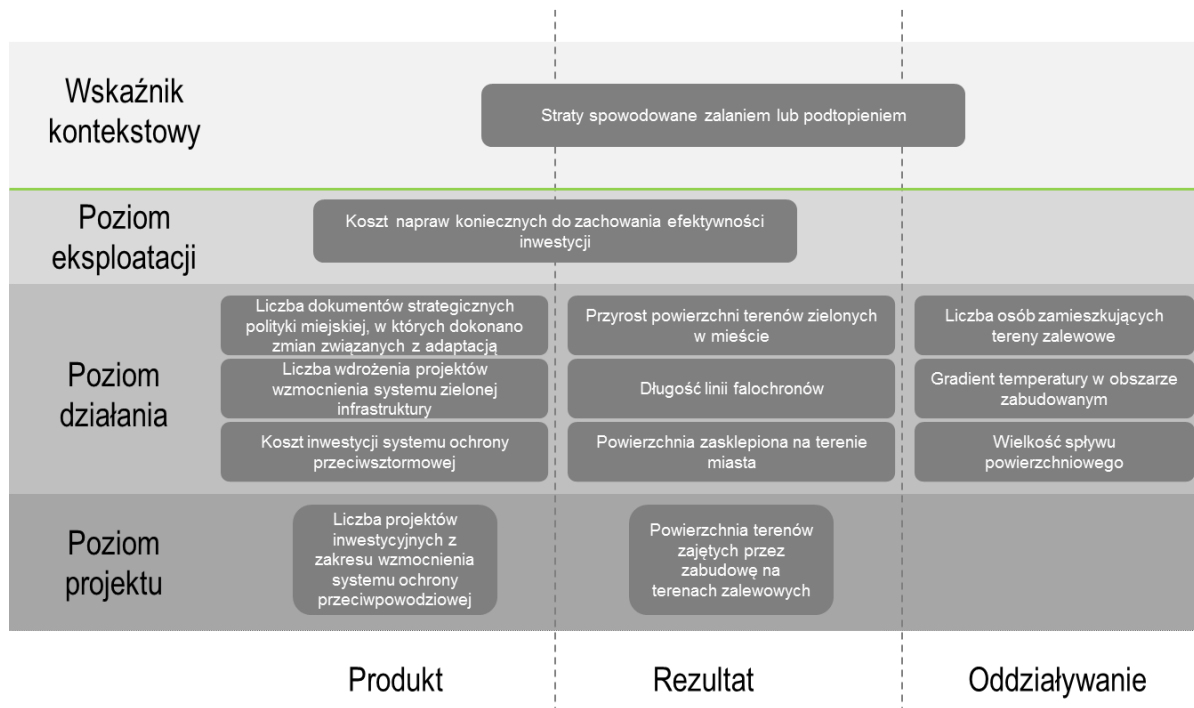 Wskaźnik
kontekstowy
Straty spowodowane zalaniem lub podtopieniem
Poziom
eksploatacji
Koszt napraw koniecznych do zachowania efektywności
inwestycji
Poziom
działania
Liczba dokumentów strategicznych
polityki miejskiej, w których dokonano
zmian związanych z adaptacją
Przyrost powierzchni terenów zielonych
w mieście
Liczba osób zamieszkujących
tereny zalewowe
Liczba wdrożenia projektów
wzmocnienia systemu zielonej
infrastruktury
Długość linii falochronów
Gradient temperatury w obszarze
zabudowanym
Koszt inwestycji systemu ochrony
przeciwsztormowej
Powierzchnia zasklepiona na terenie
miasta
Wielkość spływu
powierzchniowego
Poziom
projektu
Liczba projektów
inwestycyjnych z
zakresu wzmocnienia
systemu ochrony
przeciwpowodziowej
Powierzchnia terenów
zajętych przez
zabudowę na
terenach zalewowych
Produkt
Rezultat
Oddziaływanie